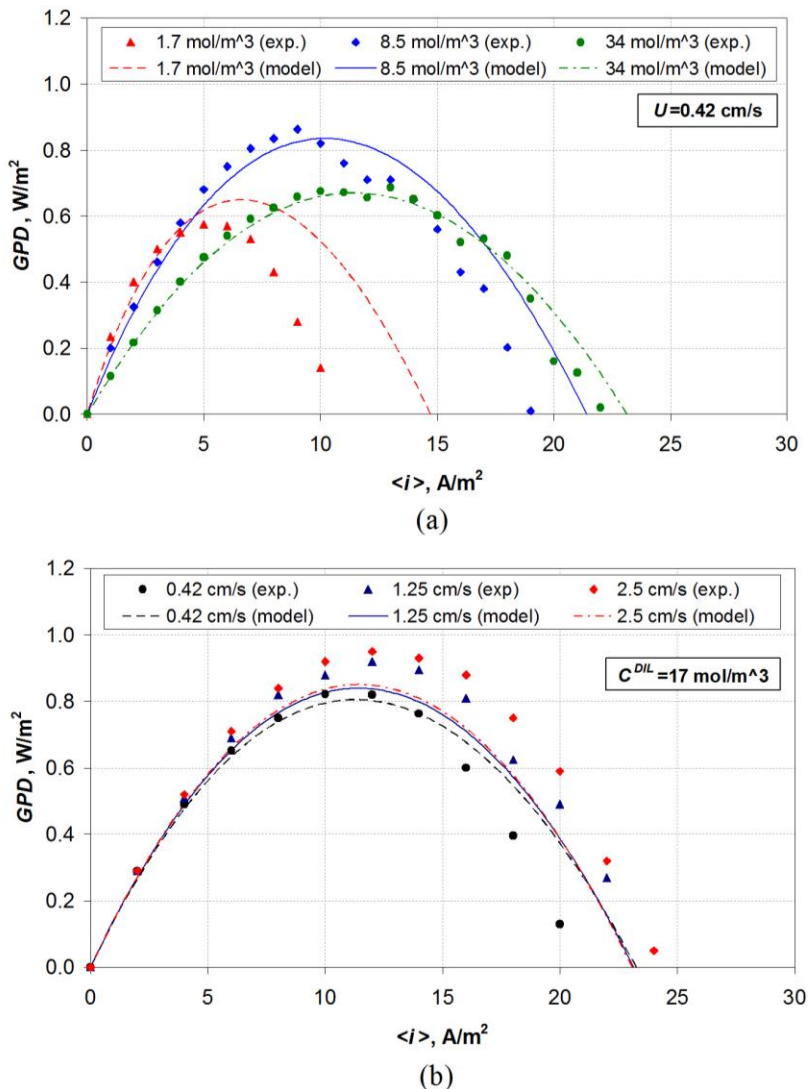 1.2
1.7 mol/m^3 (exp.) 8.5 mol/m^3 (exp.) 34 mol/m^3 (exp.)
1.7 mol/m^3 (model) 8.5 mol/m^3 (model) 34 mol/m^3 (model)
1.0
U=0.42 cm/s
0.8
GPD, W/m²
0.6
0.4
0.2
0.0
0 5 10 15 20 25 30
<i>, A/m²
(a)
1.2
0.42 cm/s (exp.) 1.25 cm/s (exp) 2.5 cm/s (exp.)
0.42 cm/s (model) 1.25 cm/s (model) 2.5 cm/s (model)
1.0
C^DIL=17 mol/m^3
0.8
GPD, W/m²
0.6
0.4
0.2
0.0
0 5 10 15 20 25 30
<i>, A/m²
(b)